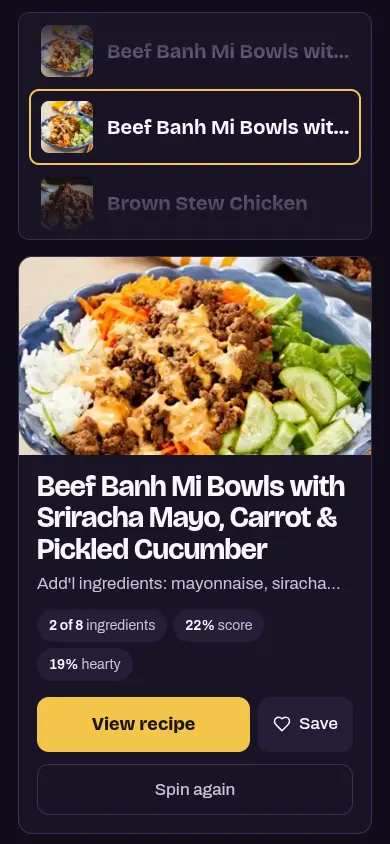 Beef Banh Mi Bowls wit...
Beef Banh Mi Bowls wit...
Brown Stew Chicken
Beef Banh Mi Bowls with
Sriracha Mayo, Carrot &
Pickled Cucumber
Add'l ingredients: mayonnaise, siracha...
2 of 8 ingredients
22% score
19% hearty
View recipe
Save
Spin again